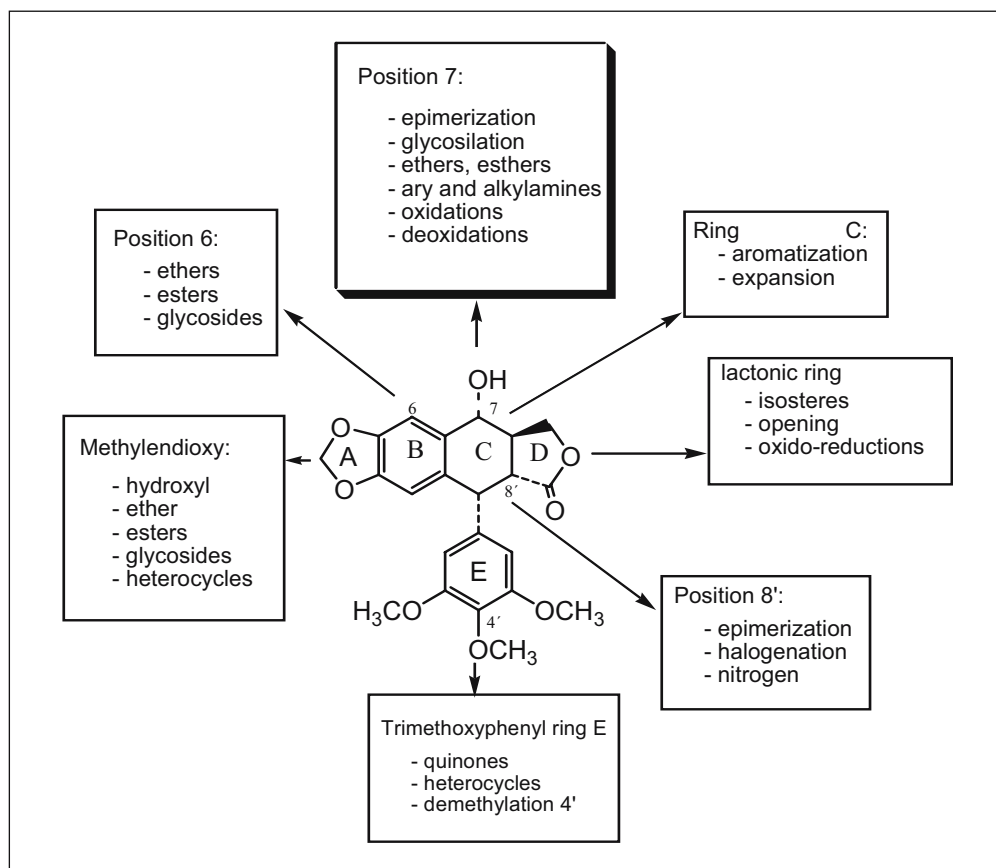 Position 7:
- epimerization
- glycosilation
- ethers, esthers
- ary and alkylamines
- oxidations
- deoxidations
Position 6:
- ethers
- esters
- glycosides
Ring C:
- aromatization
- expansion
OH
6
7
lactonic ring
- isosteres
- opening
- oxido-reductions
Methylendioxy:
- hydroxyl
- ether
- esters
- glycosides
- heterocycles
O
A
O
B
C
D
O
8´
O
E
H₃CO
4´
OCH₃
OCH₃
Position 8':
- epimerization
- halogenation
- nitrogen
Trimethoxyphenyl ring E
- quinones
- heterocycles
- demethylation 4'